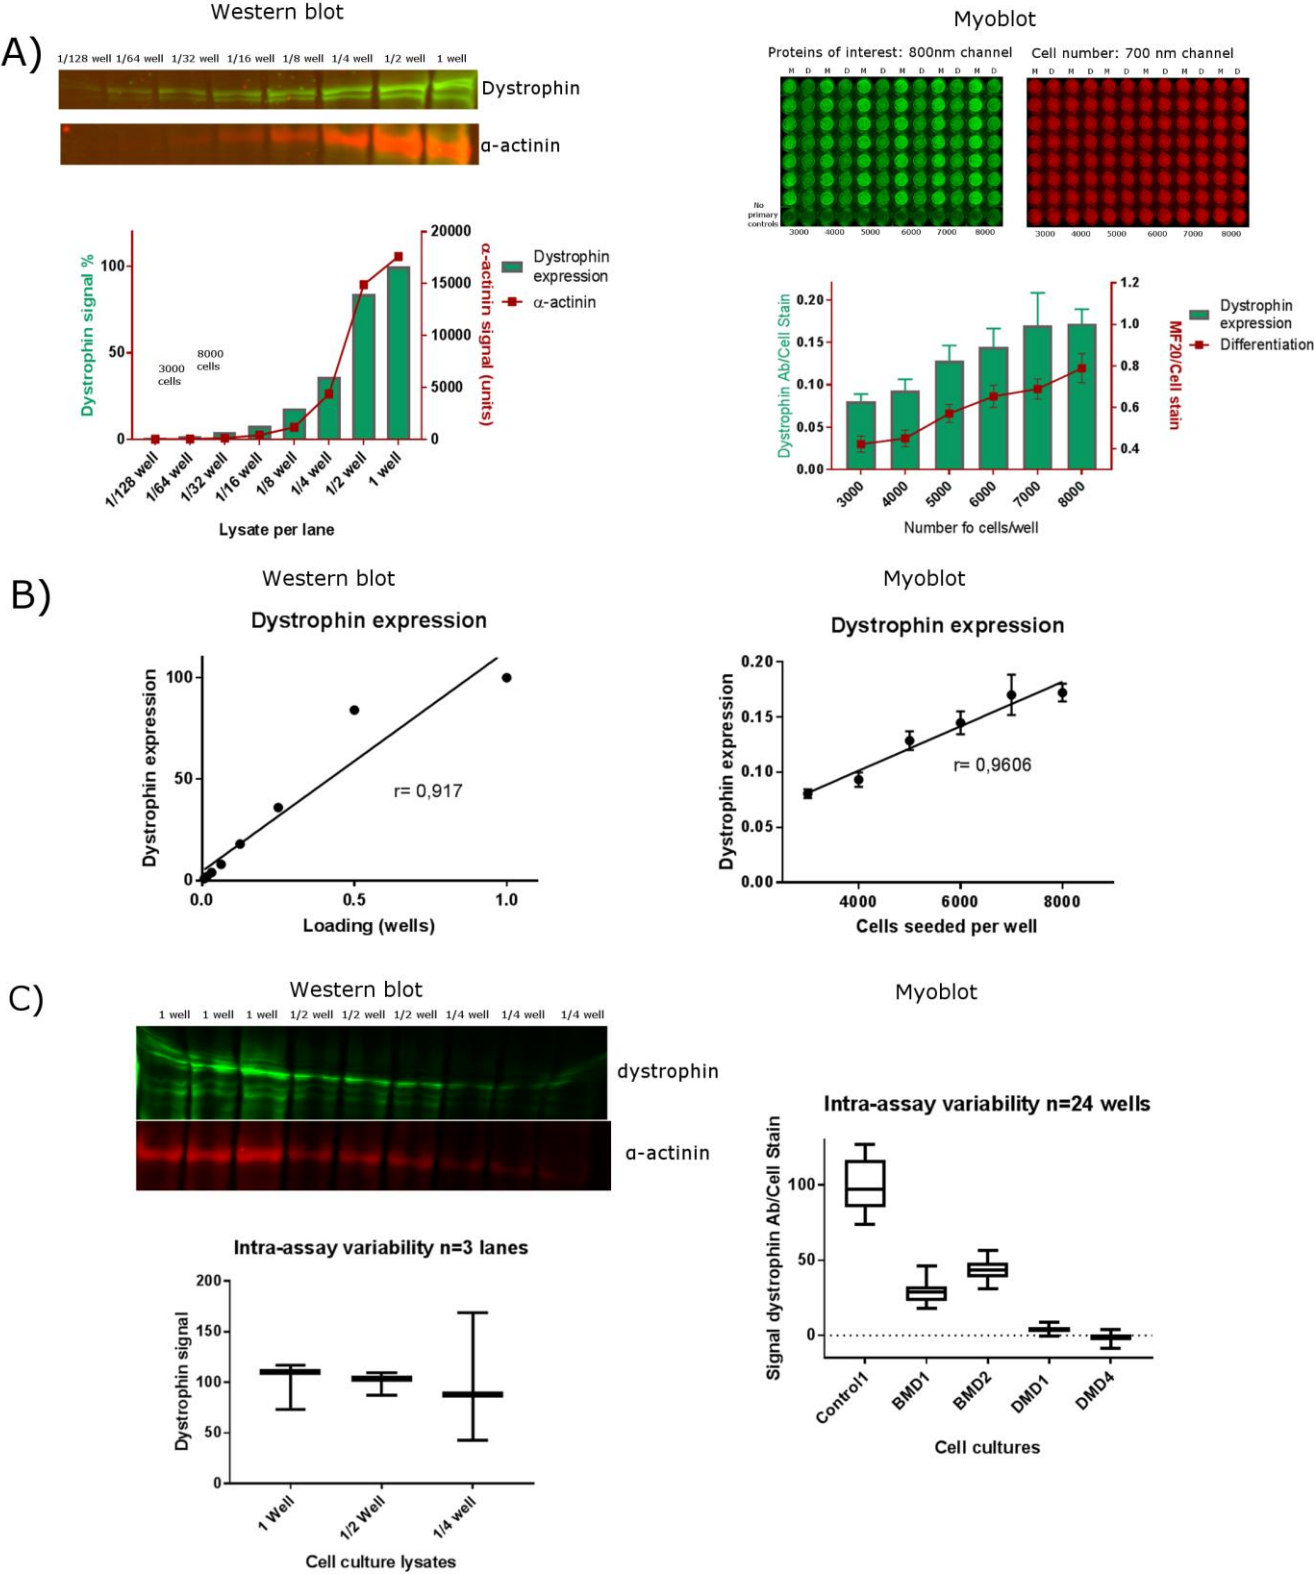 Western blot
Myoblot
A)
1/128 well 1/64 well 1/32 well 1/16 well 1/8 well 1/4 well 1/2 well 1 well
Dystrophin
α-actinin
Proteins of interest: 800nm channel
Cell number: 700 nm channel
M D M D M D M D M D M D
M D M D M D M D M D M D
No
primary
controls
3000 4000 5000 6000 7000 8000
3000 4000 5000 6000 7000 8000
Dystrophin signal %
100
50
0
3000
cells
8000
cells
20000
15000
10000
5000
0
α-actinin signal (units)
Dystrophin
expression
α-actinin
1/128 well
1/64 well
1/32 well
1/16 well
1/8 well
1/4 well
1/2 well
1 well
Lysate per lane
Dystrophin Ab/Cell Stain
0.20
0.15
0.10
0.05
0.00
1.2
1.0
0.8
0.6
0.4
MF20/Cell stain
Dystrophin
expression
Differentiation
3000
4000
5000
6000
7000
8000
Number fo cells/well
B)
Western blot
Dystrophin expression
Dystrophin expression
100
50
0
r= 0,917
0.0 0.5 1.0
Loading (wells)
Myoblot
Dystrophin expression
Dystrophin expression
0.20
0.15
0.10
0.05
0.00
r= 0,9606
4000 6000 8000
Cells seeded per well
C)
Western blot
1 well 1 well 1 well 1/2 well 1/2 well 1/2 well 1/4 well 1/4 well 1/4 well
dystrophin
α-actinin
Intra-assay variability n=3 lanes
Dystrophin signal
200
150
100
50
0
1 Well
1/2 Well
1/4 well
Cell culture lysates
Myoblot
Intra-assay variability n=24 wells
Signal dystrophin Ab/Cell Stain
100
50
0
Control1
BMD1
BMD2
DMD1
DMD4
Cell cultures